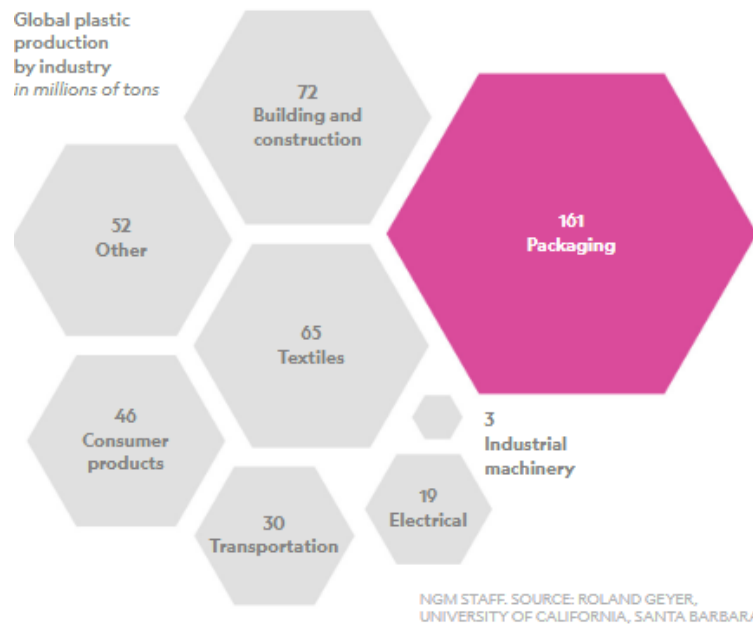 Global plastic
production
by industry
in millions of tons
72
Building and
construction
161
Packaging
52
Other
65
Textiles
46
Consumer
products
3
Industrial
machinery
19
Electrical
30
Transportation
NGM STAFF. SOURCE: ROLAND GEYER,
UNIVERSITY OF CALIFORNIA, SANTA BARBARA